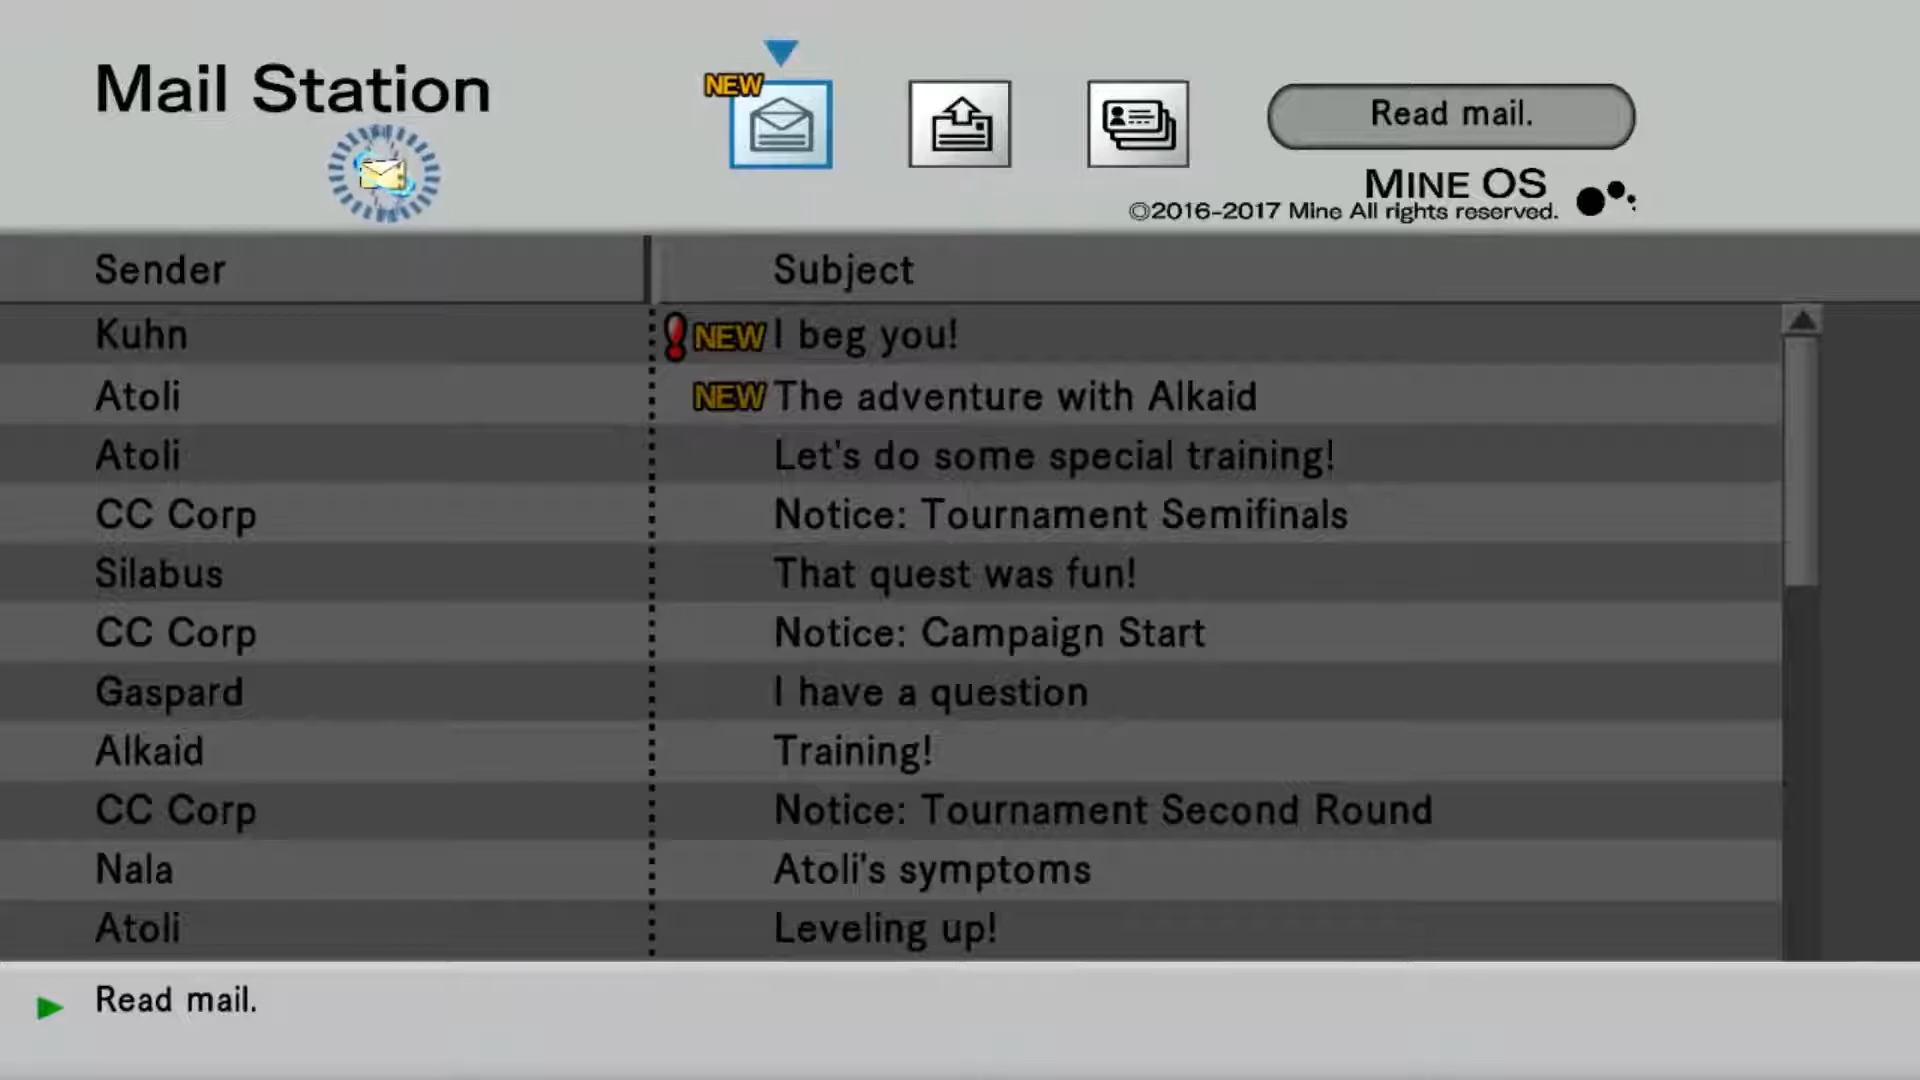 Mail Station
NEW
Read mail.
MINE OS
©2016-2017 Mine All rights reserved.
Sender Subject
Kuhn NEW I beg you!
Atoli NEW The adventure with Alkaid
Atoli Let's do some special training!
CC Corp Notice: Tournament Semifinals
Silabus That quest was fun!
CC Corp Notice: Campaign Start
Gaspard I have a question
Alkaid Training!
CC Corp Notice: Tournament Second Round
Nala Atoli's symptoms
Atoli Leveling up!
Read mail.